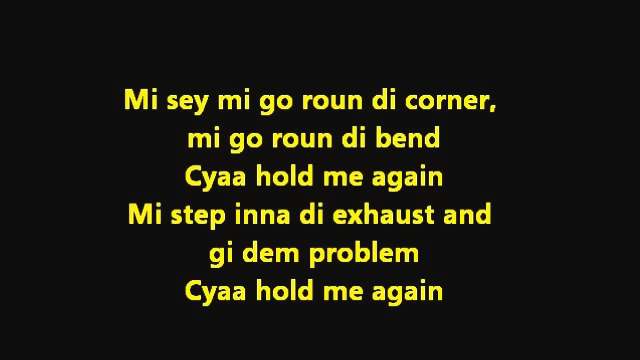 Mi sey mi go roun di corner,
mi go roun di bend
Cyaa hold me again
Mi step inna di exhaust and
gi dem problem
Cyaa hold me again